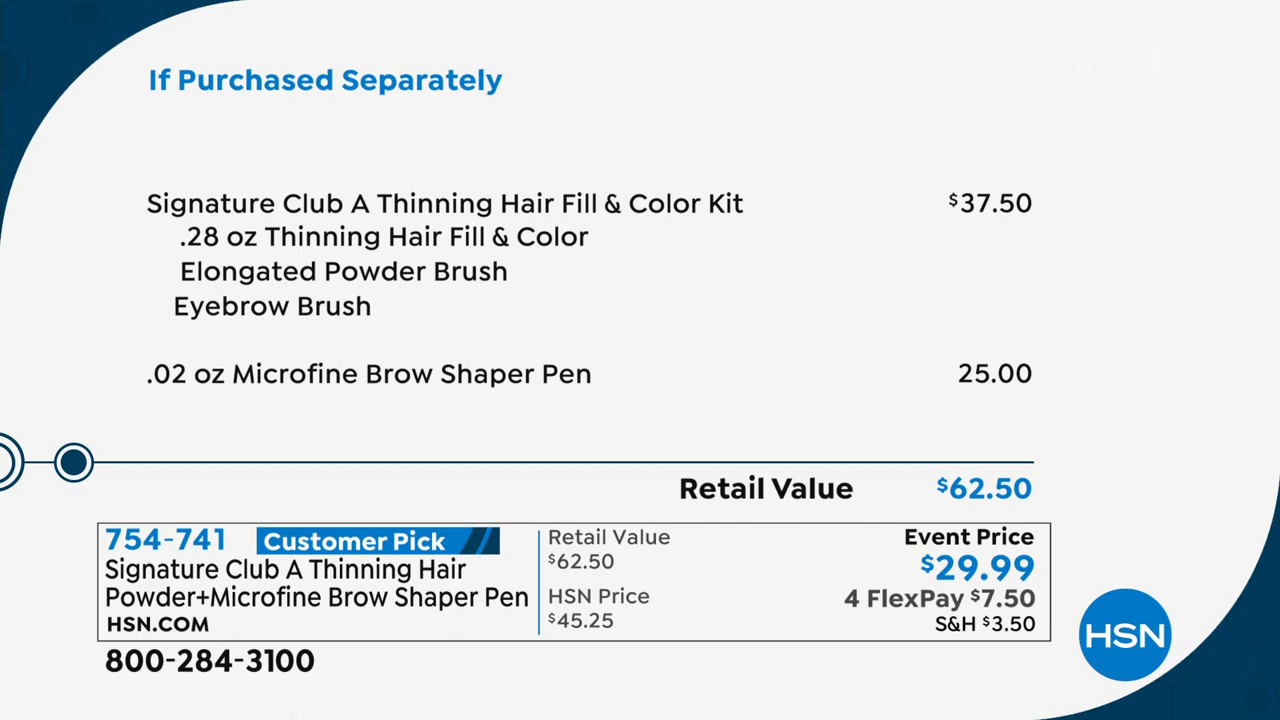 LIVE
If Purchased Separately
Signature Club A Thinning Hair Fill & Color Kit $37.50
.28 oz Thinning Hair Fill & Color
Elongated Powder Brush
Eyebrow Brush
.02 oz Microfine Brow Shaper Pen 25.00
Retail Value $62.50
754-741 Customer Pick
Signature Club A Thinning Hair
Powder+Microfine Brow Shaper Pen
HSN.COM
Retail Value
$62.50
HSN Price
$45.25
Event Price
$29.99
4 FlexPay $7.50
S&H $3.50
HSN
800-284-3100